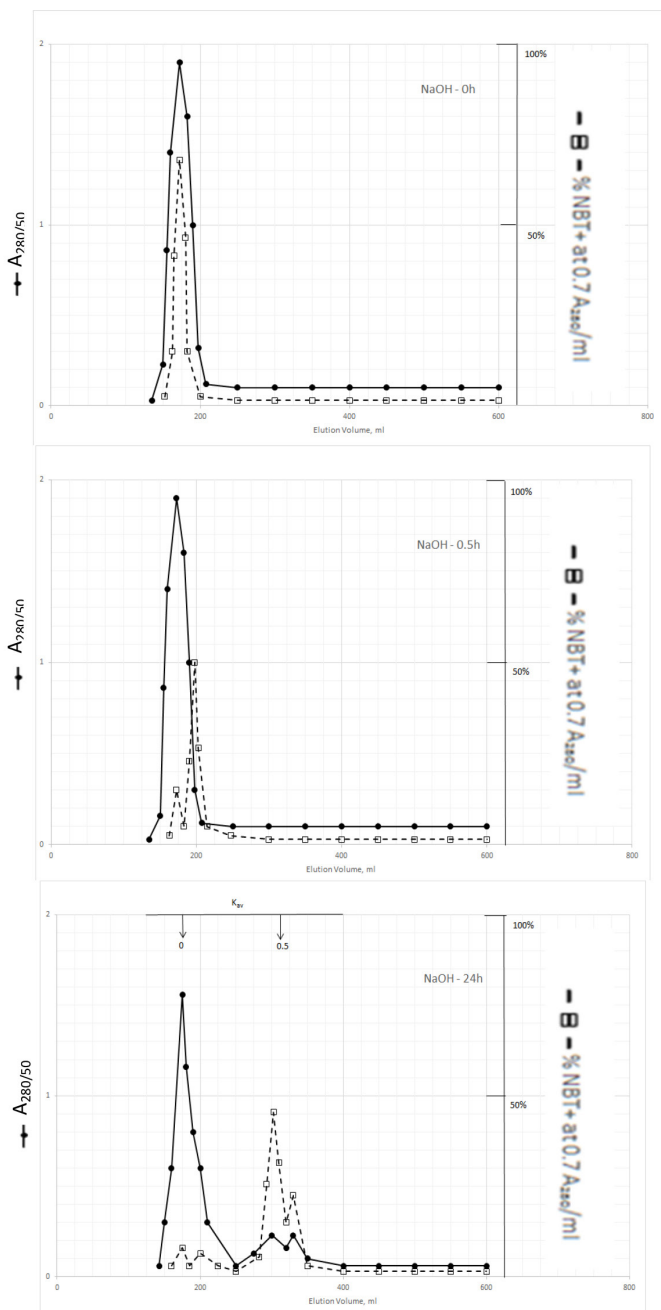 2
100%
NaOH - 0h
A280/50
1
50%
% NBT+ at 0.7 A280/ml
0
0
200
400
600
800
Elution Volume, ml
2
100%
NaOH - 0.5h
A280/50
1
50%
% NBT+ at 0.7 A280/ml
0
0
200
400
600
800
Elution Volume, ml
Kav
2
100%
0
0.5
NaOH - 24h
A280/50
1
50%
% NBT+ at 0.7 A280/ml
0
0
200
400
600
800
Elution Volume, ml